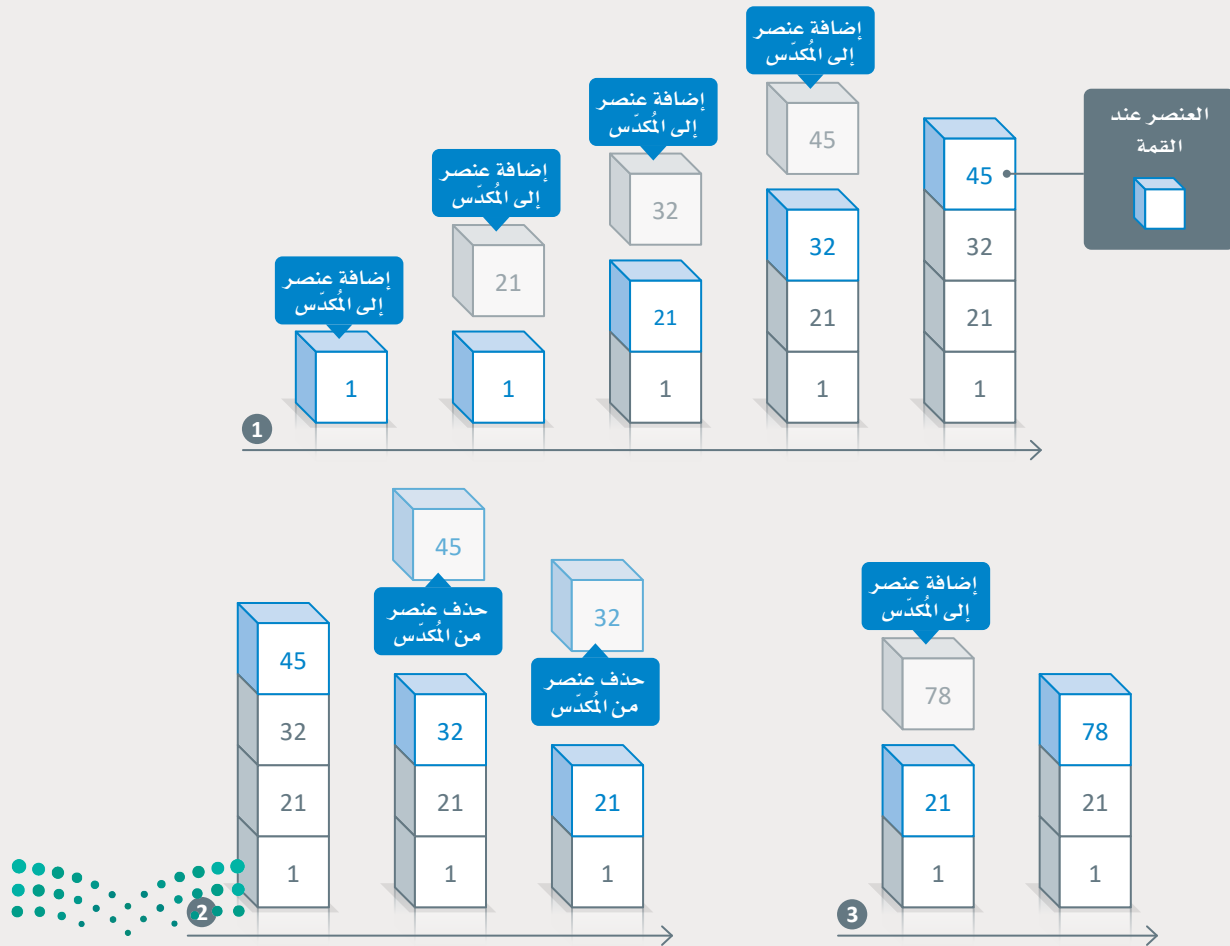 إضافة عنصر
إلى المُكدّس
1
إضافة عنصر
إلى المُكدّس
21
1
إضافة عنصر
إلى المُكدّس
32
21
1
إضافة عنصر
إلى المُكدّس
45
32
21
1
45
32
21
1
العنصر عند
القمة
1
45
32
21
1
45
حذف عنصر
من المُكدّس
32
21
1
32
حذف عنصر
من المُكدّس
21
1
2
إضافة عنصر
إلى المُكدّس
78
21
1
78
21
1
3